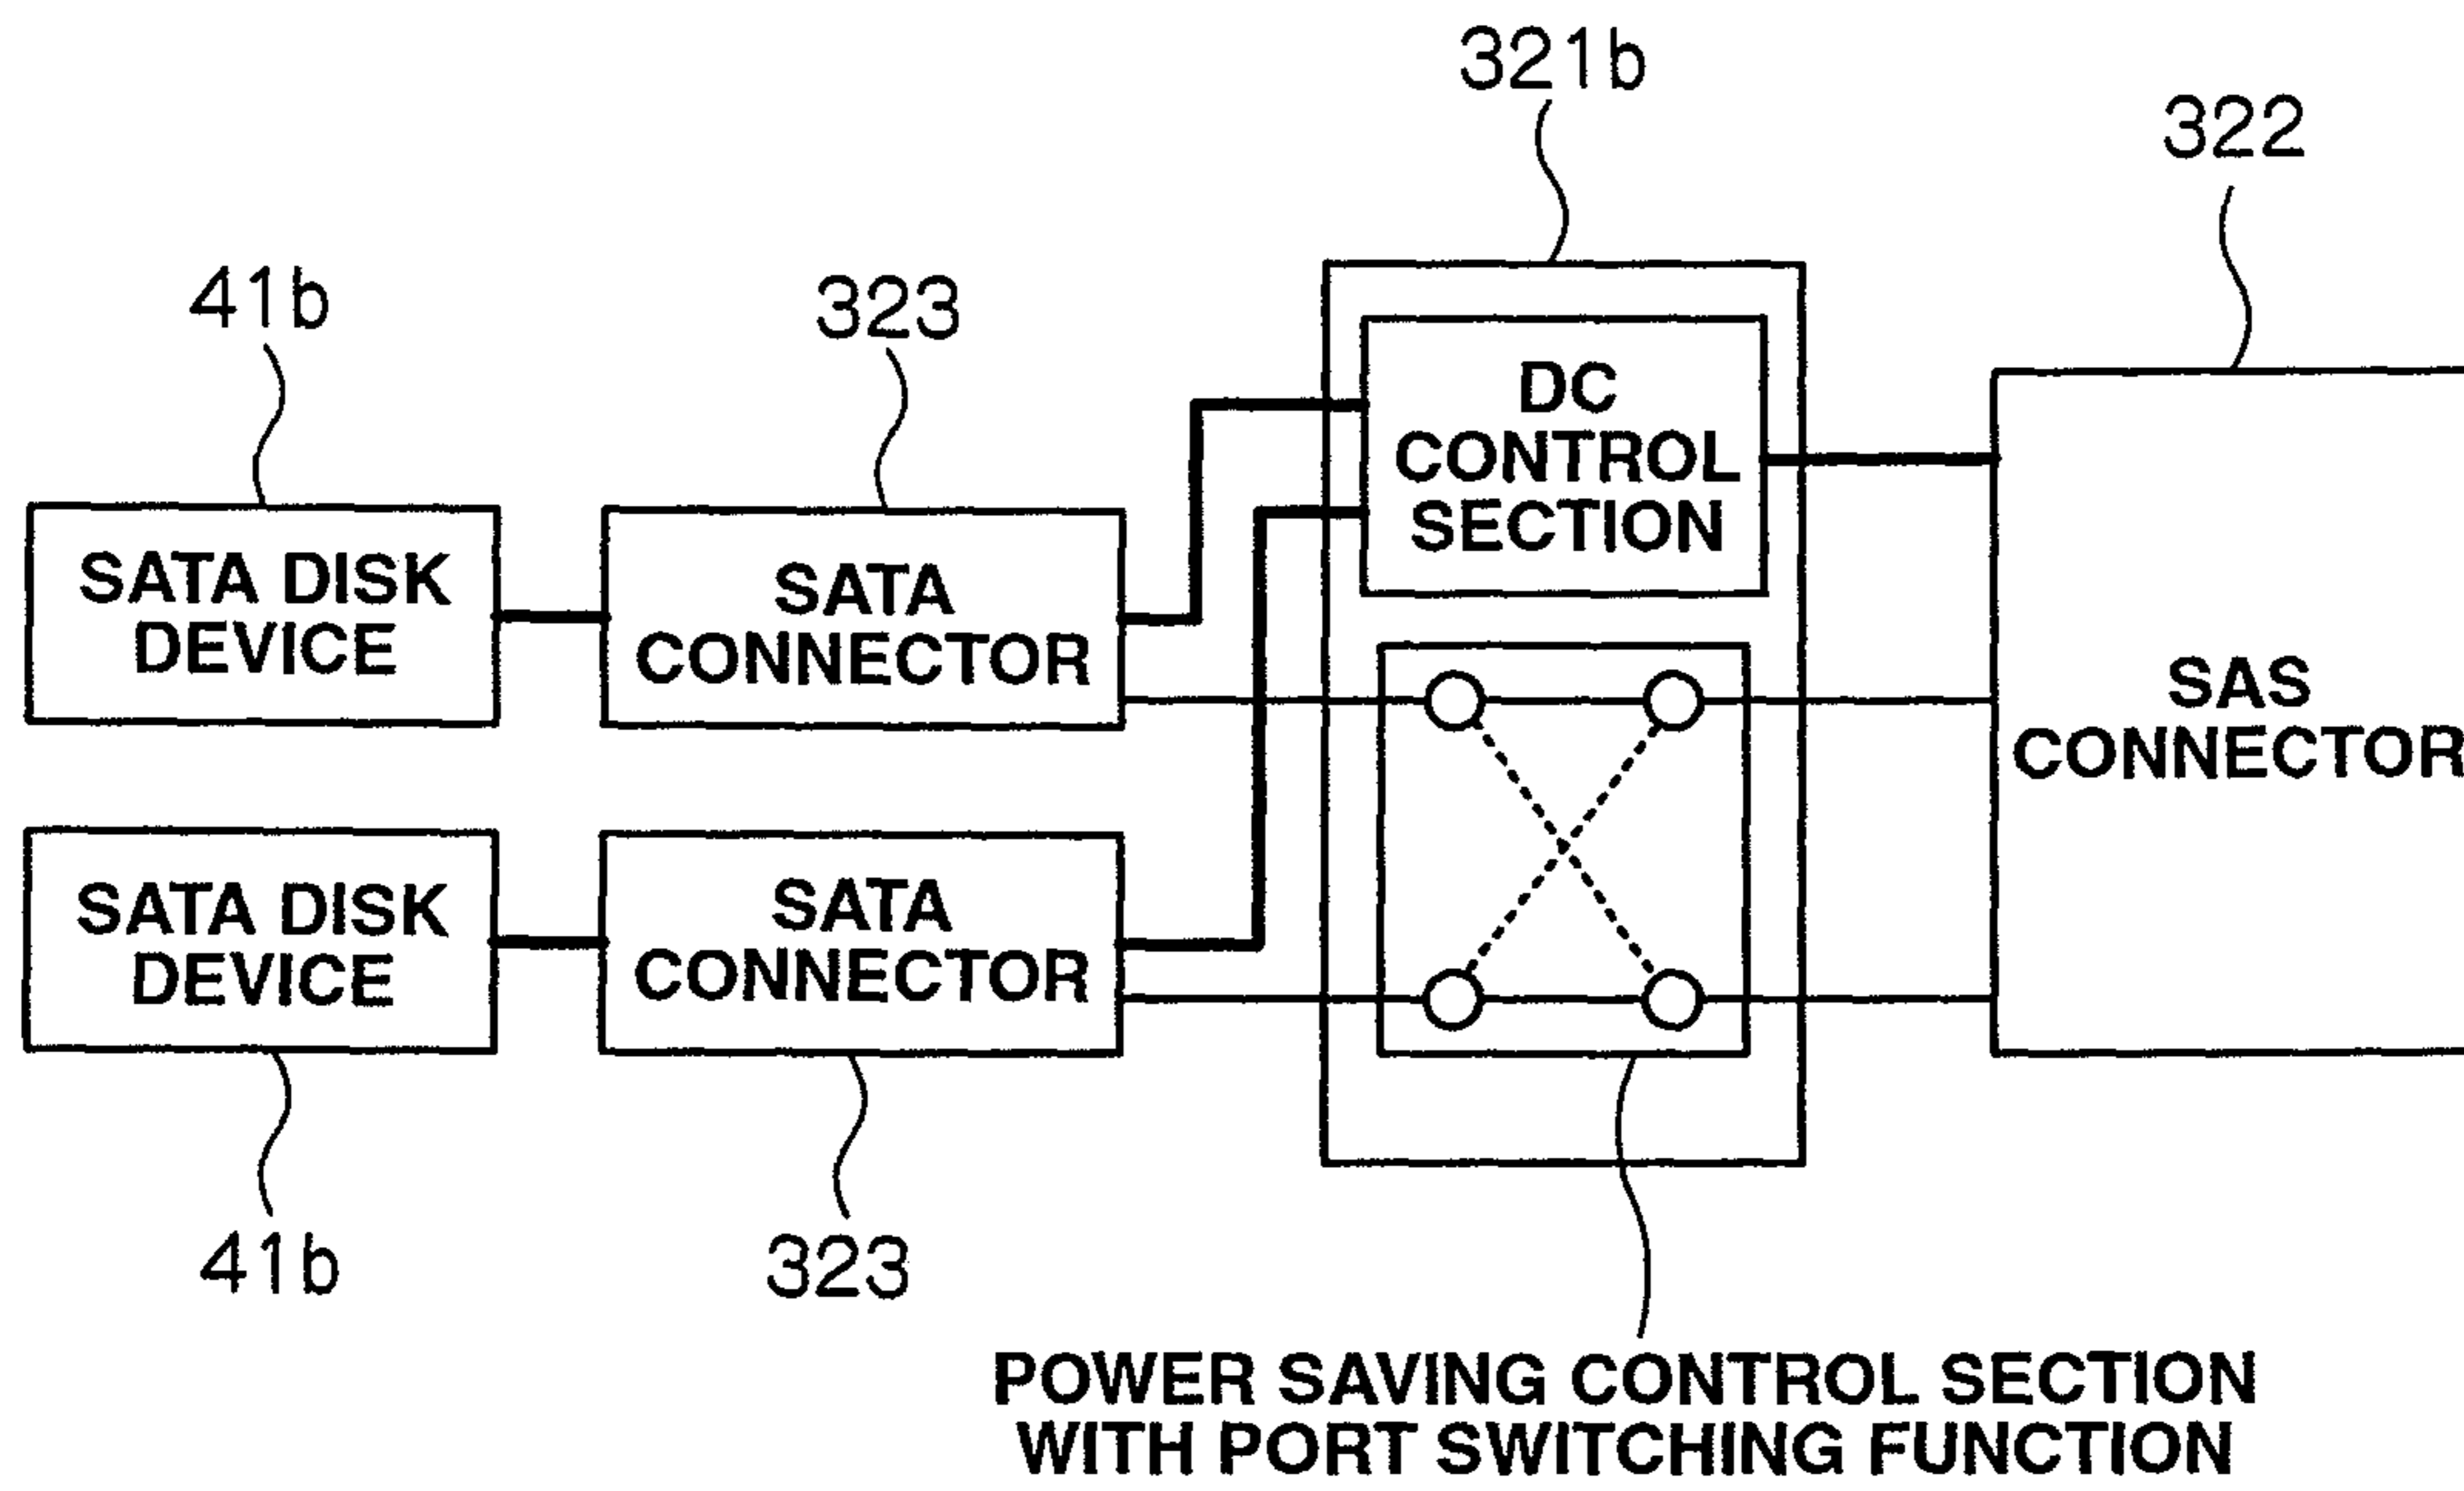 321b
322
41b
323
DC
CONTROL
SECTION
SATA DISK
DEVICE
SATA
CONNECTOR
SAS
CONNECTOR
SATA DISK
DEVICE
SATA
CONNECTOR
41b
323
POWER SAVING CONTROL SECTION
WITH PORT SWITCHING FUNCTION